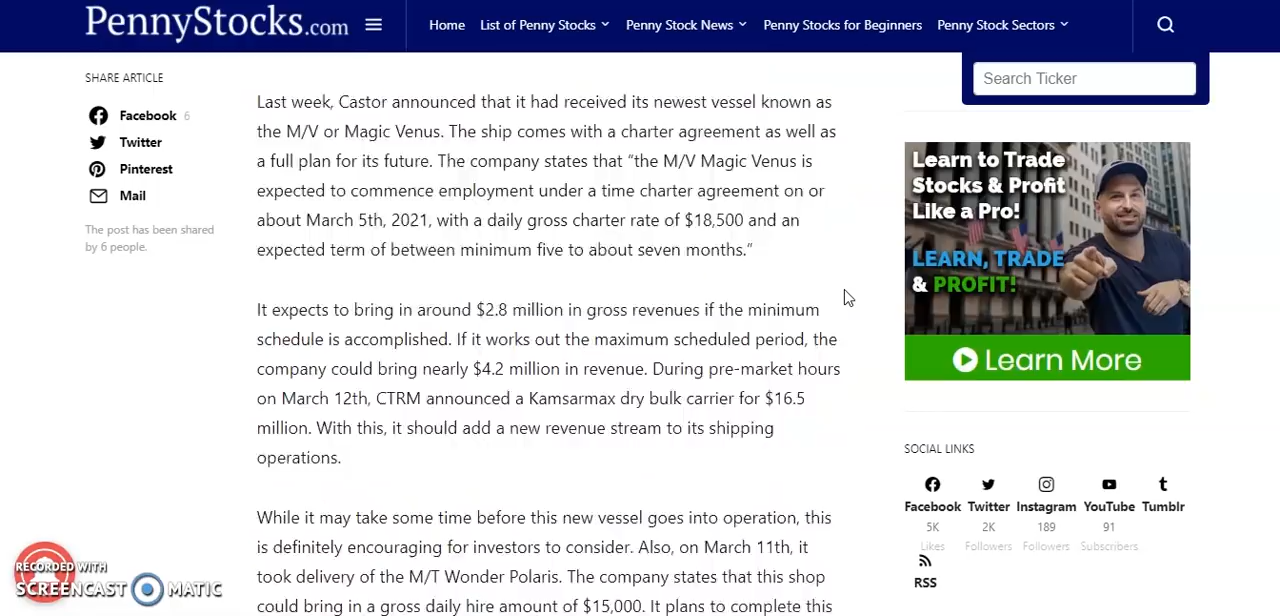 PennyStocks.com
Home
List of Penny Stocks
Penny Stock News
Penny Stocks for Beginners
Penny Stock Sectors
Search Ticker
SHARE ARTICLE
Facebook 6
Twitter
Pinterest
Mail
The post has been shared
by 6 people.
Last week, Castor announced that it had received its newest vessel known as
the M/V or Magic Venus. The ship comes with a charter agreement as well as
a full plan for its future. The company states that “the M/V Magic Venus is
expected to commence employment under a time charter agreement on or
about March 5th, 2021, with a daily gross charter rate of $18,500 and an
expected term of between minimum five to about seven months.”
It expects to bring in around $2.8 million in gross revenues if the minimum
schedule is accomplished. If it works out the maximum scheduled period, the
company could bring nearly $4.2 million in revenue. During pre-market hours
on March 12th, CTRM announced a Kamsarmax dry bulk carrier for $16.5
million. With this, it should add a new revenue stream to its shipping
operations.
While it may take some time before this new vessel goes into operation, this
is definitely encouraging for investors to consider. Also, on March 11th, it
took delivery of the M/T Wonder Polaris. The company states that this shop
could bring in a gross daily hire amount of $15,000. It plans to complete this
Learn to Trade
Stocks & Profit
Like a Pro!
LEARN, TRADE
& PROFIT!
Learn More
SOCIAL LINKS
Facebook
5K
Likes
Twitter
2K
Followers
Instagram
189
Followers
YouTube
91
Subscribers
Tumblr
RSS
RECORDED WITH
SCREENCAST MATIC